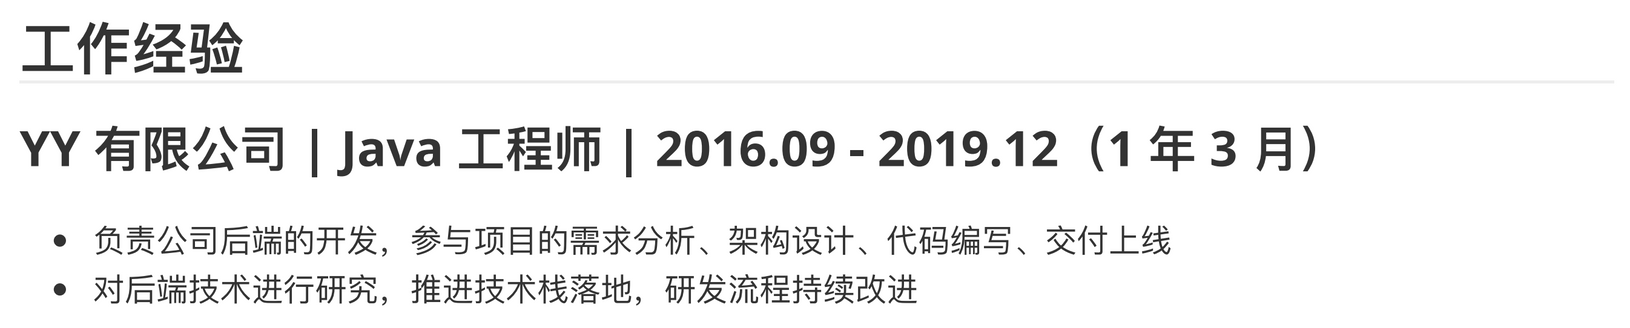 工作经验
YY 有限公司 | Java 工程师 | 2016.09 - 2019.12（1 年 3 月）
负责公司后端的开发，参与项目的需求分析、架构设计、代码编写、交付上线
对后端技术进行研究，推进技术栈落地，研发流程持续改进